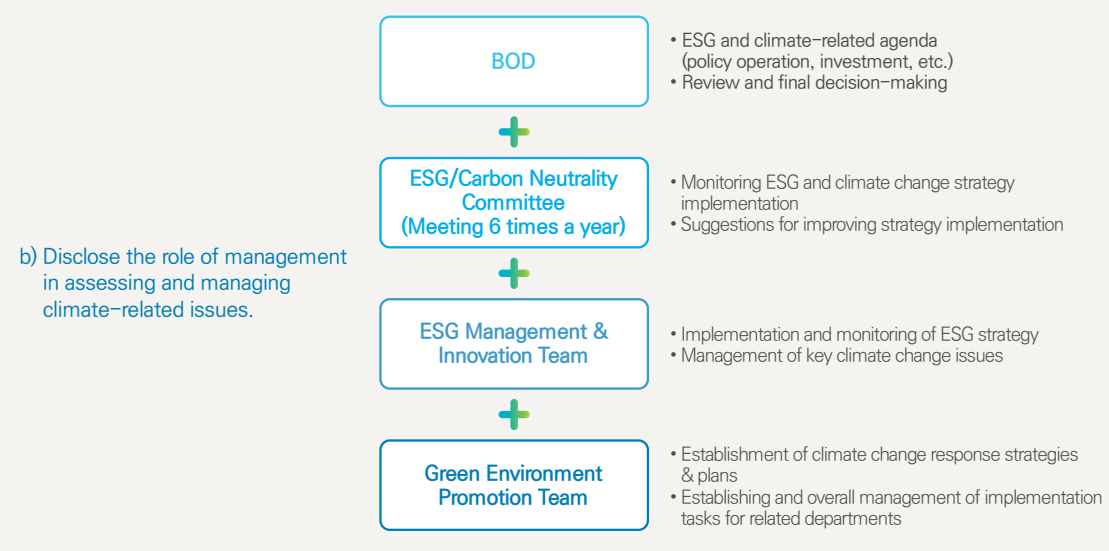 BOD
• ESG and climate-related agenda
(policy operation, investment, etc.)
• Review and final decision-making
ESG/Carbon Neutrality
Committee
(Meeting 6 times a year)
• Monitoring ESG and climate change strategy
implementation
• Suggestions for improving strategy implementation
b) Disclose the role of management
in assessing and managing
climate-related issues.
ESG Management &
Innovation Team
• Implementation and monitoring of ESG strategy
• Management of key climate change issues
Green Environment
Promotion Team
• Establishment of climate change response strategies
& plans
• Establishing and overall management of implementation
tasks for related departments